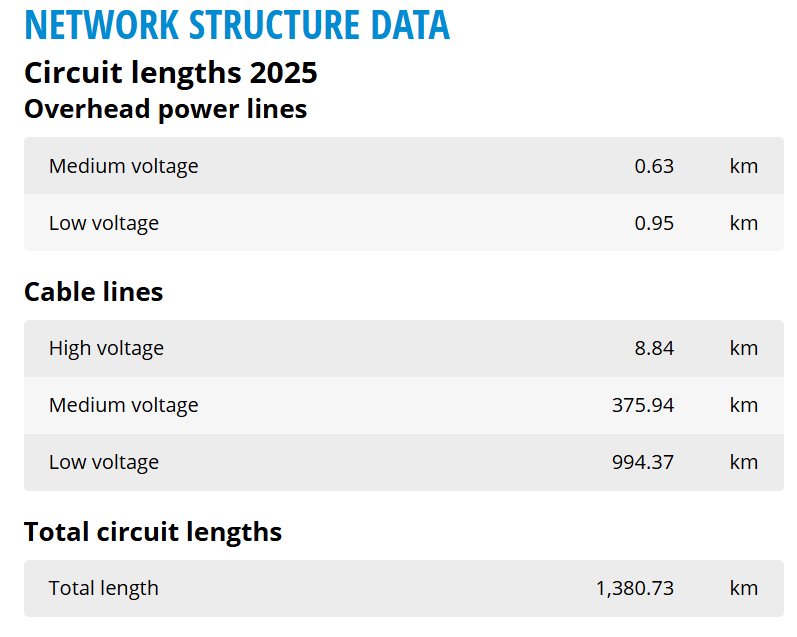 NETWORK STRUCTURE DATA
Circuit lengths 2025
Overhead power lines
Medium voltage 0.63 km
Low voltage 0.95 km
Cable lines
High voltage 8.84 km
Medium voltage 375.94 km
Low voltage 994.37 km
Total circuit lengths
Total length 1,380.73 km